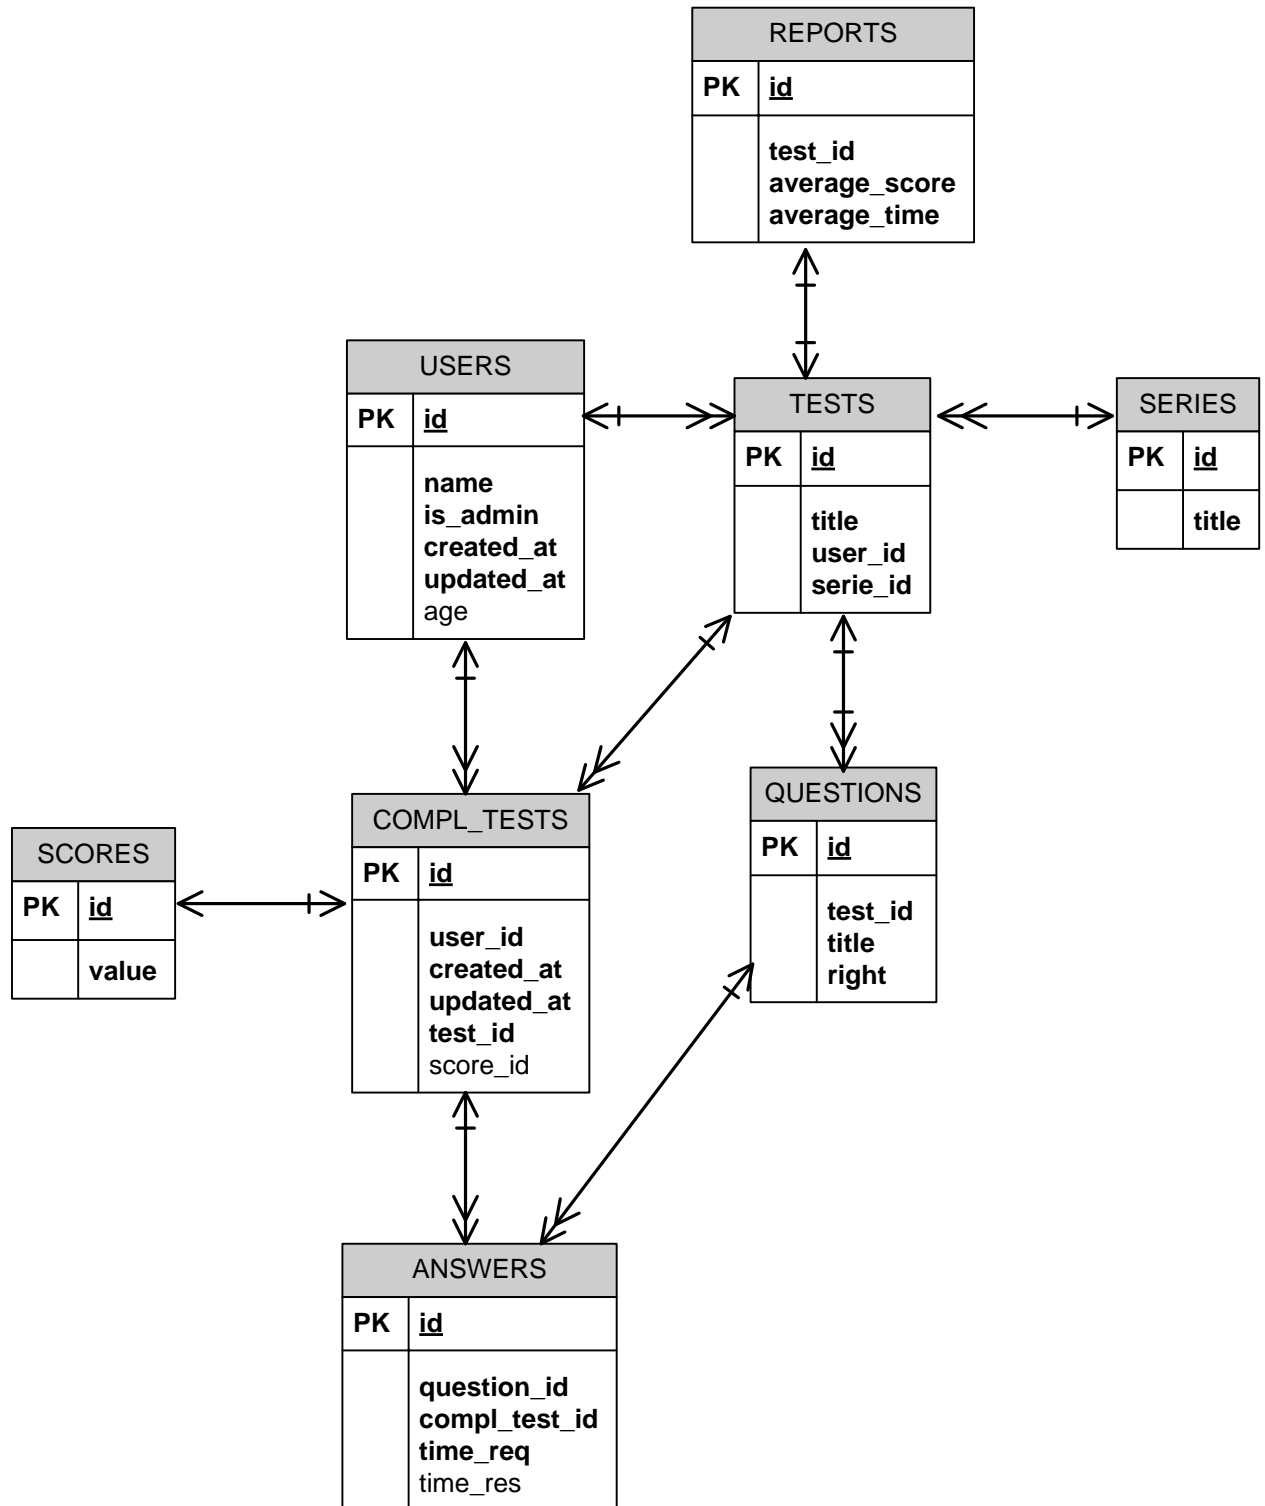 REPORTS
PK id
test_id
average_score
average_time
USERS
PK id
name
is_admin
created_at
updated_at
age
TESTS
PK id
title
user_id
serie_id
SERIES
PK id
title
SCORES
PK id
value
COMPL_TESTS
PK id
user_id
created_at
updated_at
test_id
score_id
QUESTIONS
PK id
test_id
title
right
ANSWERS
PK id
question_id
compl_test_id
time_req
time_res